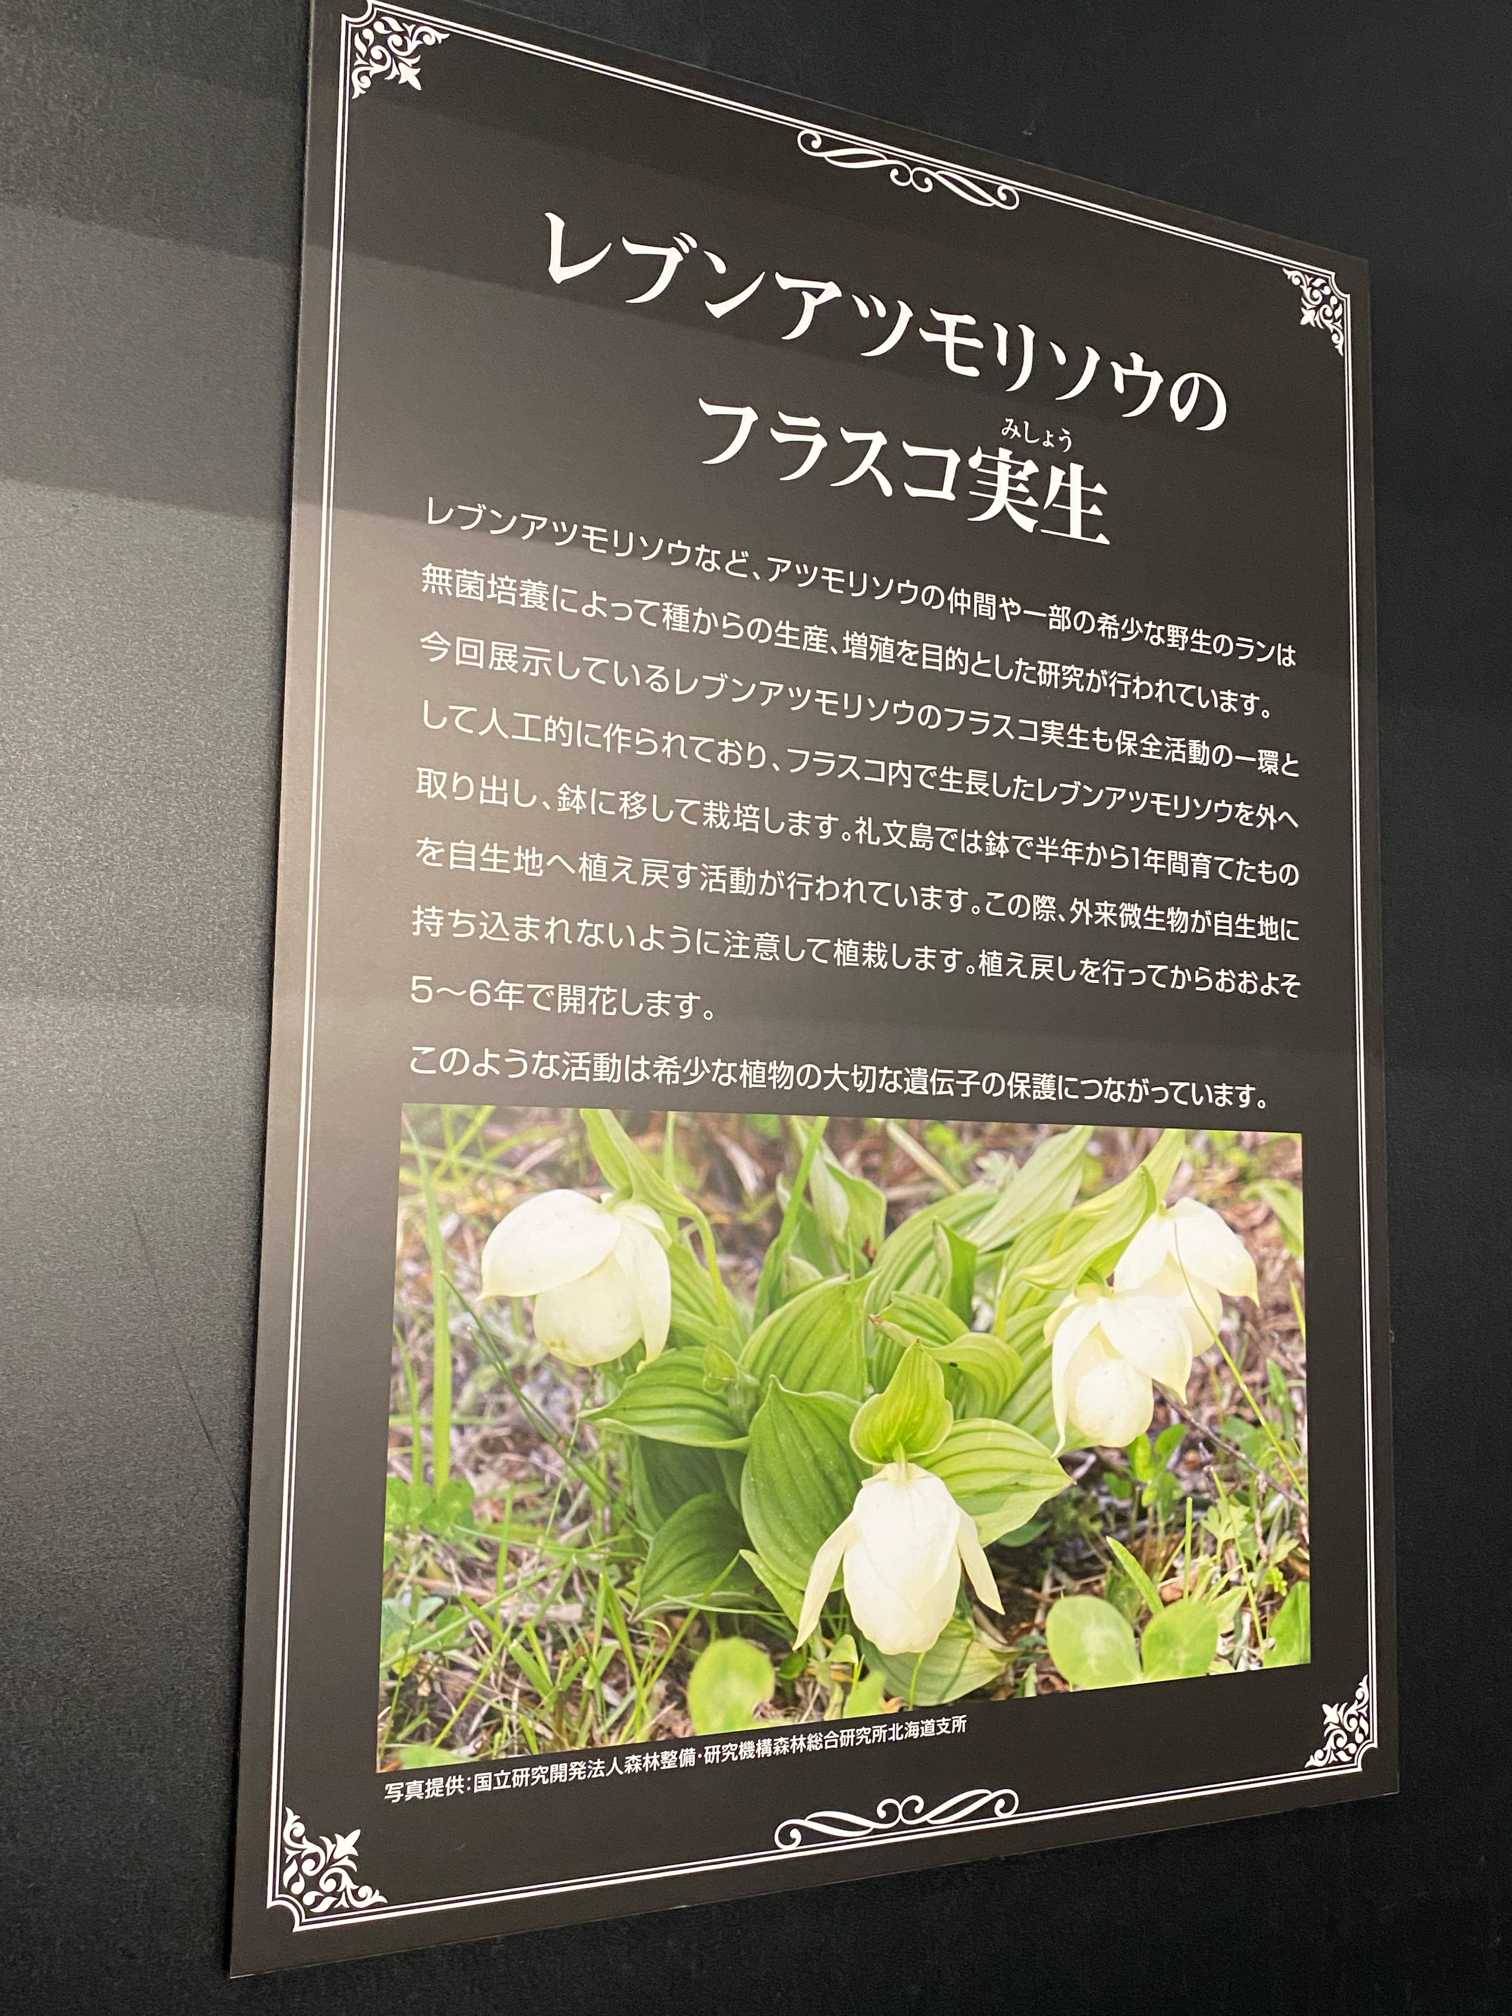 レブンアツモリソウの
フラスコ実生
みしょう
レブンアツモリソウなど、アツモリソウの仲間や一部の希少な野生のランは
無菌培養によって種からの生産、増殖を目的とした研究が行われています。
今回展示しているレブンアツモリソウのフラスコ実生も保全活動の一環と
して人工的に作られており、フラスコ内で生長したレブンアツモリソウを外へ
取り出し、鉢に移して栽培します。礼文島では鉢で半年から1年間育てたもの
を自生地へ植え戻す活動が行われています。この際、外来微生物が自生地に
持ち込まれないように注意して植栽します。植え戻しを行ってからおおよそ
5〜6年で開花します。
このような活動は希少な植物の大切な遺伝子の保護につながっています。
写真提供：国立研究開発法人森林整備・研究機構森林総合研究所北海道支所